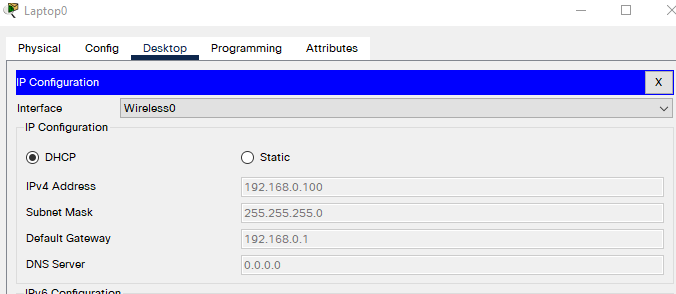 Laptop0
Physical Config Desktop Programming Attributes
IP Configuration X
Interface Wireless0
IP Configuration
DHCP Static
IPv4 Address 192.168.0.100
Subnet Mask 255.255.255.0
Default Gateway 192.168.0.1
DNS Server 0.0.0.0
IPv6 Configuration